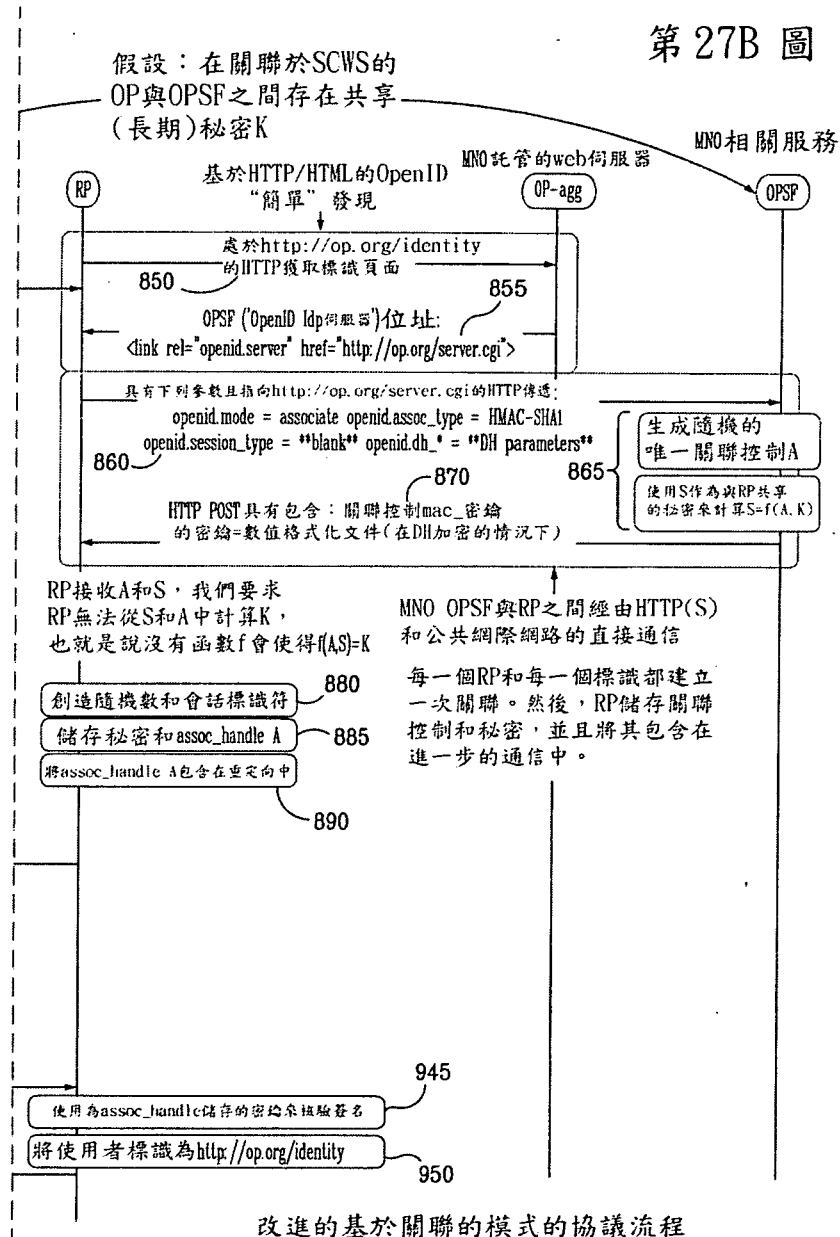 第 27B 圖
假設：在關聯於SCWS的
OP與OPSF之間存在共享
(長期)秘密K
MNO相關服務
MNO託管的web伺服器
基於HTTP/HTML的OpenID
“簡單”發現
RP
OP-agg
OPSF
處於http://op.org/identity
的HTTP獲取標識頁面
850
855
OPSF ('OpenID Idp伺服器')位址:
<link rel="openid.server" href="http://op.org/server.cgi">
具有下列參數且指向http://op.org/server.cgi的HTTP傳遞:
openid.mode = associate openid.assoc_type = HMAC-SHA1
openid.session_type = **blank** openid.dh_* = **DH parameters**
860
865
生成隨機的
唯一關聯控制A
使用S作為與RP共享
的秘密來計算S=f(A,K)
870
HTTP POST具有包含：關聯控制mac_密鑰
的密鑰=數值格式化文件(在DH加密的情況下)
RP接收A和S，我們要求
RP無法從S和A中計算K，
也就是說沒有函數f會使得f(A,S)=K
MNO OPSF與RP之間經由HTTP(S)
和公共網際網路的直接通信
每一個RP和每一個標識都建立
一次關聯。然後，RP儲存關聯
控制和秘密，並且將其包含在
進一步的通信中。
創造隨機數和會話標識符
880
儲存秘密和assoc_handle A
885
將assoc_handle A包含在重定向中
890
945
使用為assoc_handle儲存的密鑰來核驗簽名
將使用者標識為http://op.org/identity
950
改進的基於關聯的模式的協議流程